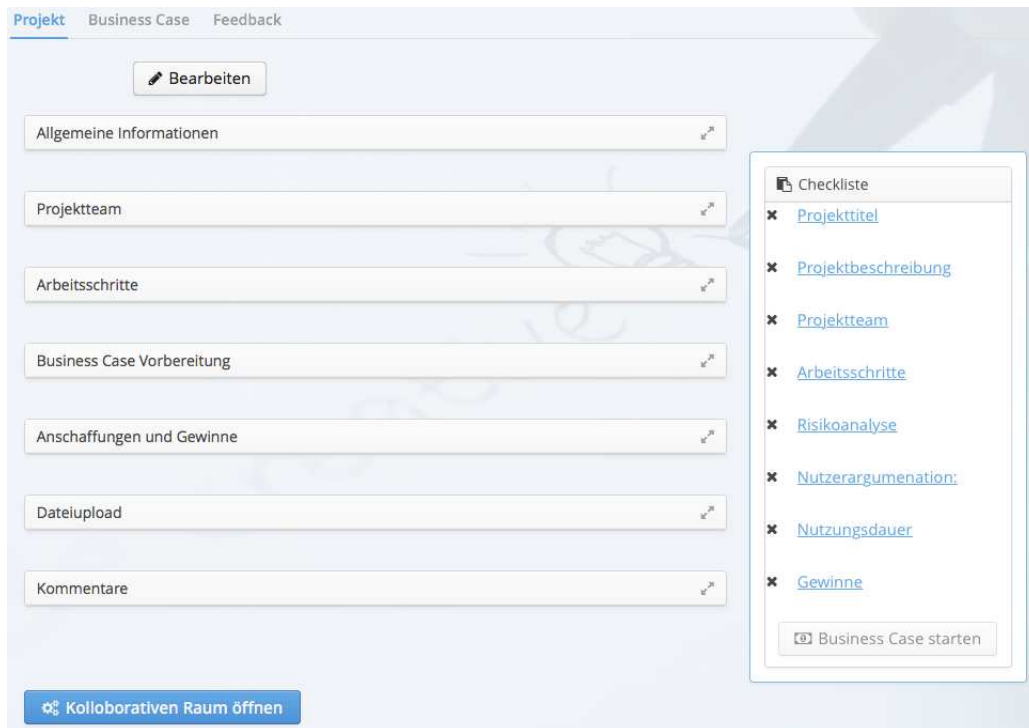 Projekt Business Case Feedback
Bearbeiten
Allgemeine Informationen
Projektteam
Arbeitsschritte
Business Case Vorbereitung
Anschaffungen und Gewinne
Dateiupload
Kommentare
Kolloborativen Raum öffnen
Checkliste
Projekttitel
Projektbeschreibung
Projektteam
Arbeitsschritte
Risikoanalyse
Nutzerargumenation:
Nutzungsdauer
Gewinne
Business Case starten